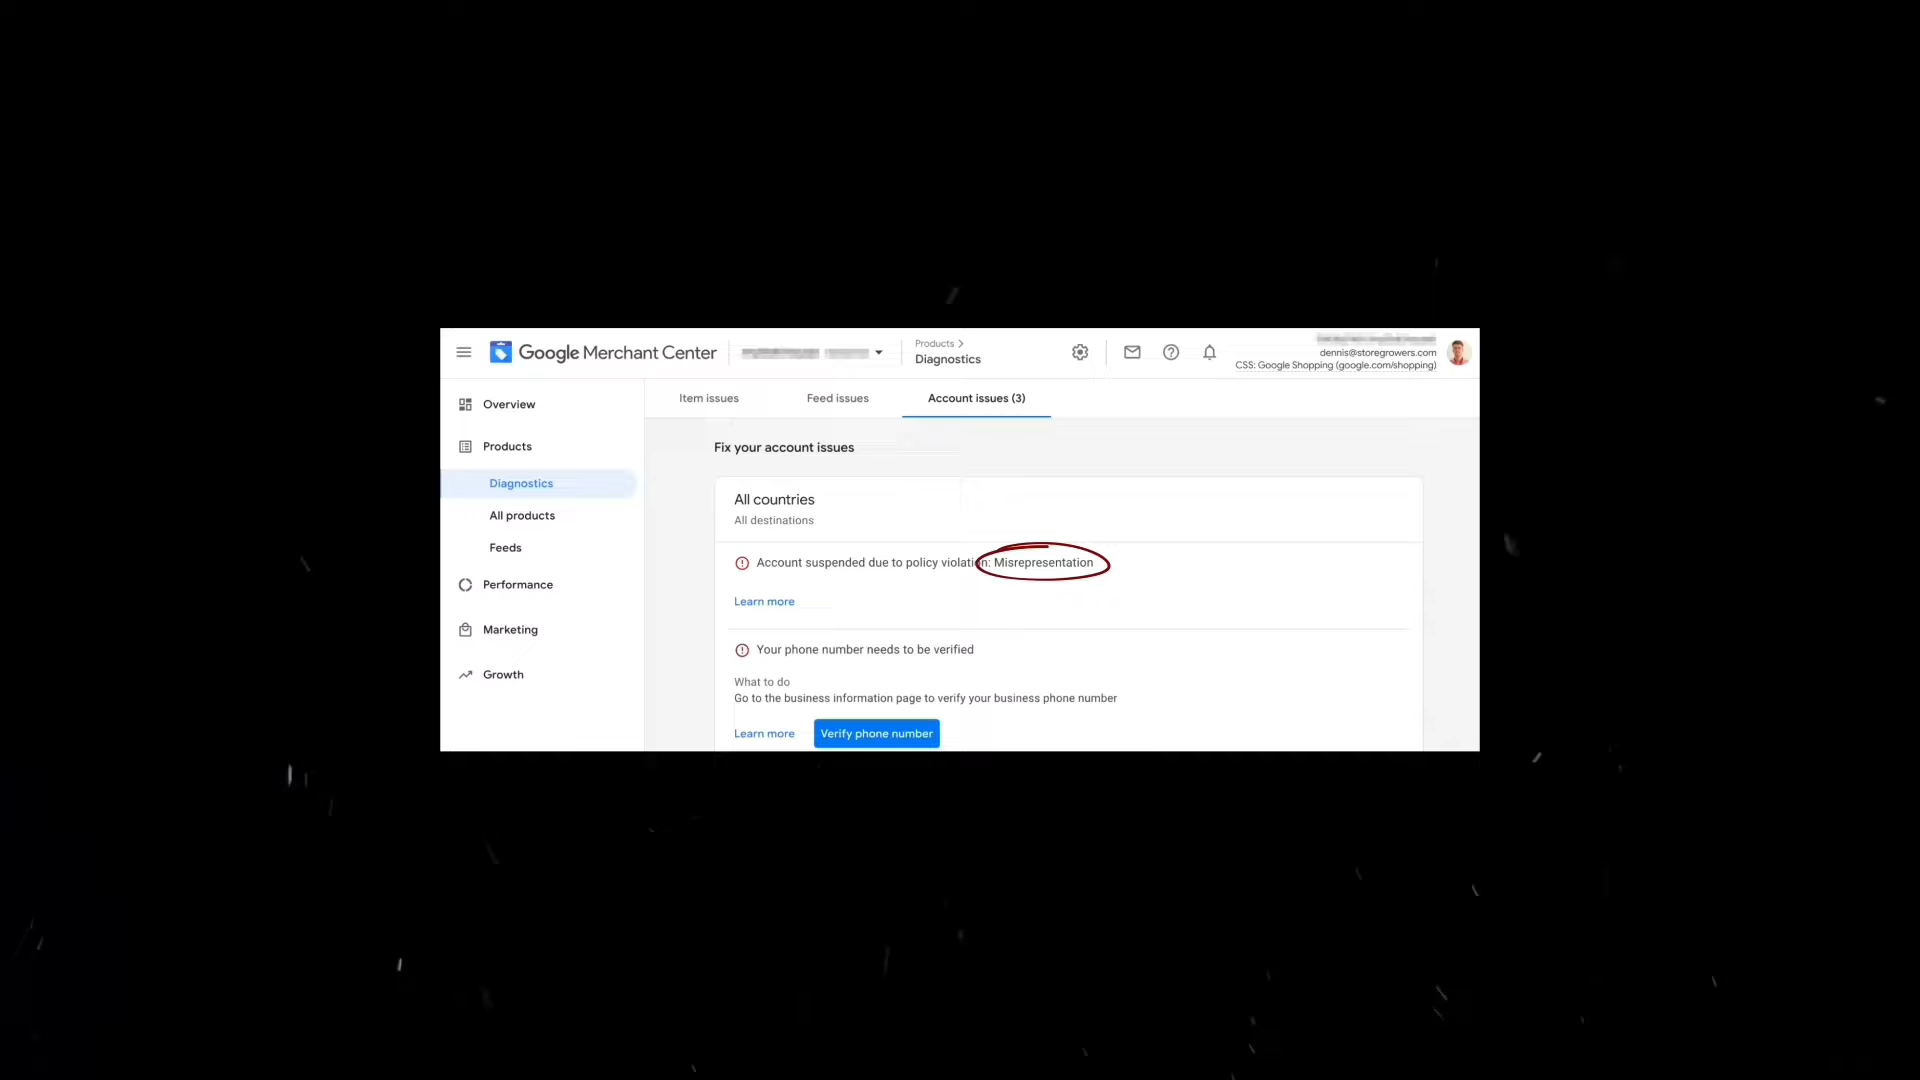 Google Merchant Center
Products
Diagnostics
dennis@storegrowers.com
CSS: Google Shopping (google.com/shopping)
Overview
Products
Diagnostics
All products
Feeds
Performance
Marketing
Growth
Item issues
Feed issues
Account issues (3)
Fix your account issues
All countries
All destinations
Account suspended due to policy violation: Misrepresentation
Learn more
Your phone number needs to be verified
What to do
Go to the business information page to verify your business phone number
Learn more
Verify phone number